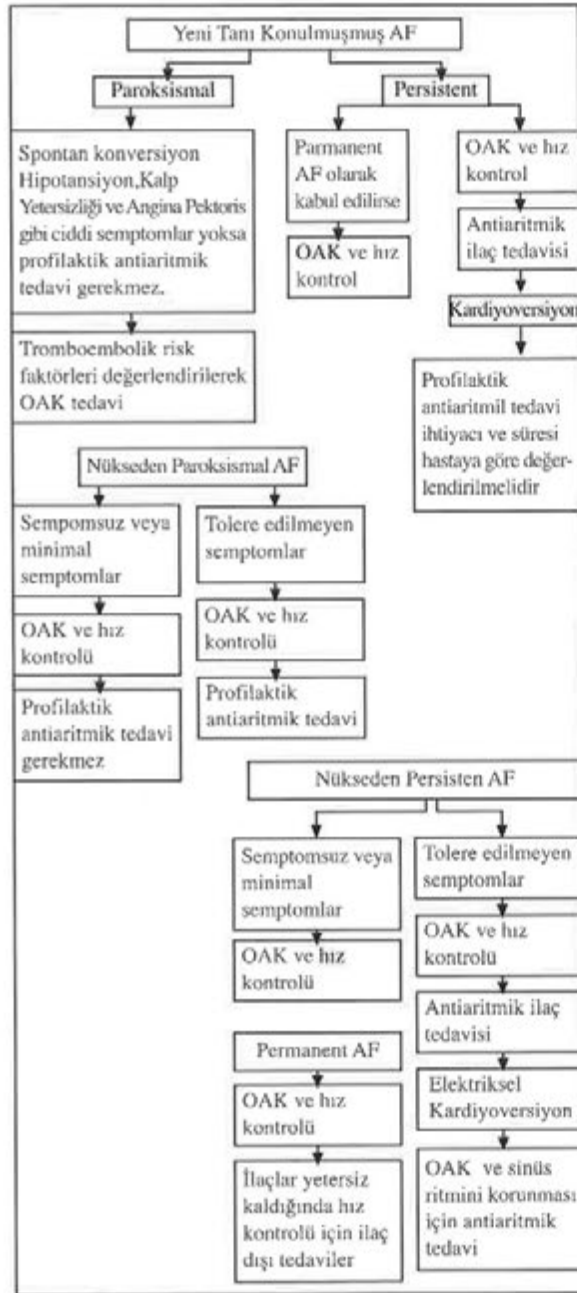 Yeni Tanı Konulmuşmuş AF
Paroksismal
Persistent
Spontan konversiyon
Hipotansiyon,Kalp
Yetersizliği ve Angina Pektoris
gibi ciddi semptomlar yoksa
profilaktik antiaritmik
tedavi gerekmez.
Tromboembolik risk
faktörleri değerlendirilerek
OAK tedavi
Parmanent
AF olarak
kabul edilirse
OAK ve hız
kontrol
OAK ve hız
kontrol
Antiaritmik
ilaç tedavisi
Kardiyoversiyon
Profilaktik
antiaritmil tedavi
ihtiyacı ve süresi
hastaya göre değer-
lendirilmelidir
Nükseden Paroksismal AF
Sempomsuz veya
minimal
semptomlar
OAK ve hız
kontrolü
Profilaktik
antiaritmik tedavi
gerekmez
Tolere edilmeyen
semptomlar
OAK ve hız
kontrolü
Profilaktik
antiaritmik tedavi
Nükseden Persisten AF
Semptomsuz veya
minimal
semptomlar
OAK ve hız
kontrolü
Tolere edilmeyen
semptomlar
OAK ve hız
kontrolü
Antiaritmik ilaç
tedavisi
Elektriksel
Kardiyoversiyon
OAK ve sinüs
ritmini korunması
için antiaritmik
tedavi
Permanent AF
OAK ve hız
kontrolü
İlaçlar yetersiz
kaldığında hız
kontrolü için ilaç
dışı tedaviler